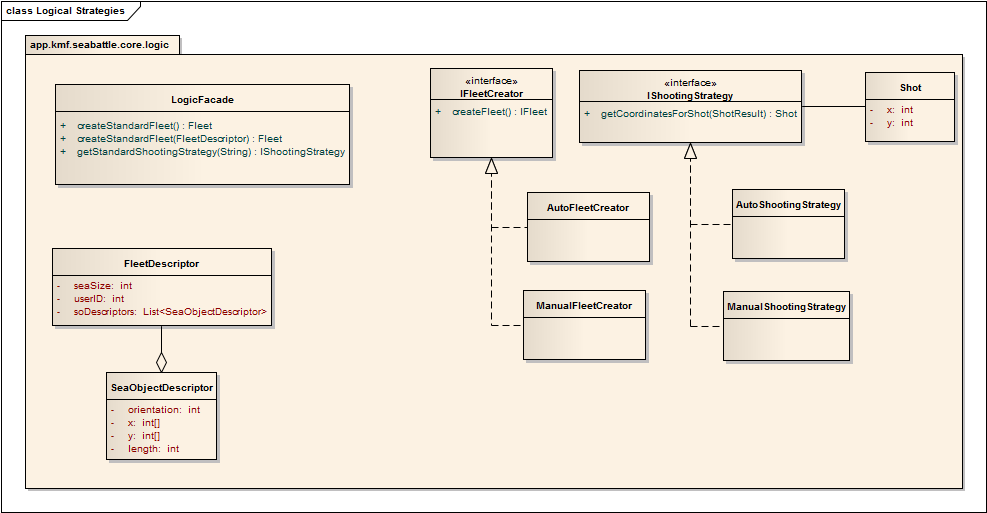 class Logical Strategies
app.kmf.seabattle.core.logic
LogicFacade
+ createStandardFleet() : Fleet
+ createStandardFleet(FleetDescriptor) : Fleet
+ getStandardShootingStrategy(String) : IShootingStrategy
«interface»
IFleetCreator
+ createFleet() : IFleet
«interface»
IShootingStrategy
+ getCoordinatesForShot(ShotResult) : Shot
Shot
- x: int
- y: int
AutoFleetCreator
AutoShootingStrategy
FleetDescriptor
- seaSize: int
- userID: int
- soDescriptors: List<SeaObjectDescriptor>
ManualFleetCreator
ManualShootingStrategy
SeaObjectDescriptor
- orientation: int
- x: int[]
- y: int[]
- length: int